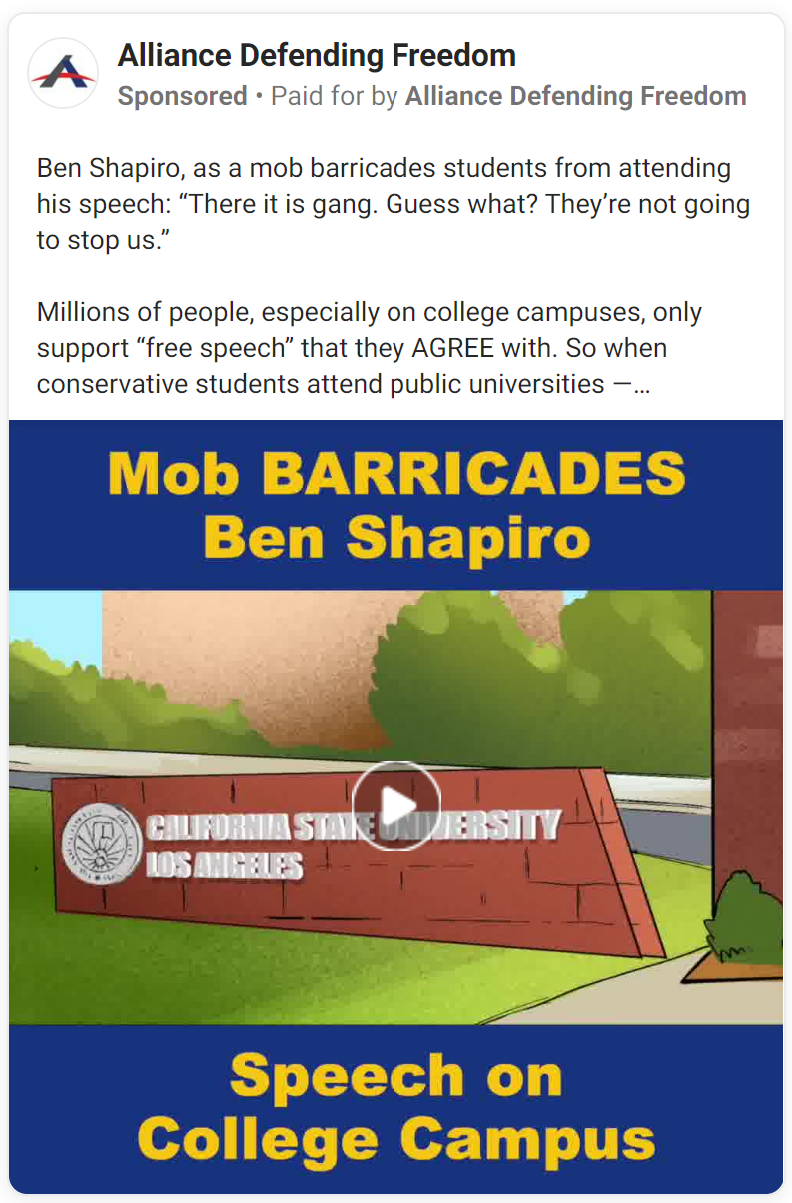 Alliance Defending Freedom
Sponsored • Paid for by Alliance Defending Freedom
Ben Shapiro, as a mob barricades students from attending
his speech: “There it is gang. Guess what? They’re not going
to stop us.”
Millions of people, especially on college campuses, only
support “free speech” that they AGREE with. So when
conservative students attend public universities —...
Mob BARRICADES
Ben Shapiro
CALIFORNIA STATE UNIVERSITY
LOS ANGELES
Speech on
College Campus